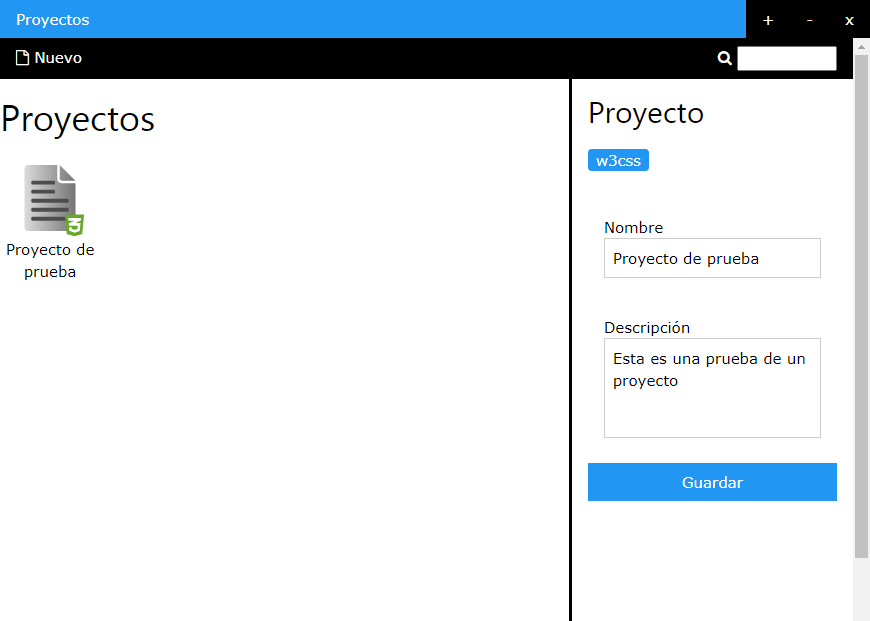 Proyectos
+ - x
Nuevo
Proyectos
Proyecto de
prueba
Proyecto
w3css
Nombre
Proyecto de prueba
Descripción
Esta es una prueba de un
proyecto
Guardar